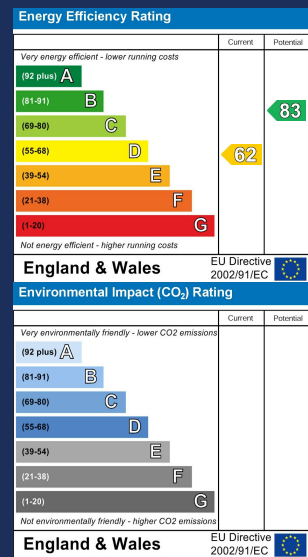 Energy Efficiency Rating
Current Potential
Very energy efficient - lower running costs
(92 plus) A
(81-91) B
83
(69-80) C
(55-68) D
62
(39-54) E
(21-38) F
(1-20) G
Not energy efficient - higher running costs
England & Wales
EU Directive
2002/91/EC
Environmental Impact (CO₂) Rating
Current Potential
Very environmentally friendly - lower CO2 emissions
(92 plus) A
(81-91) B
(69-80) C
(55-68) D
(39-54) E
(21-38) F
(1-20) G
Not environmentally friendly - higher CO2 emissions
England & Wales
EU Directive
2002/91/EC